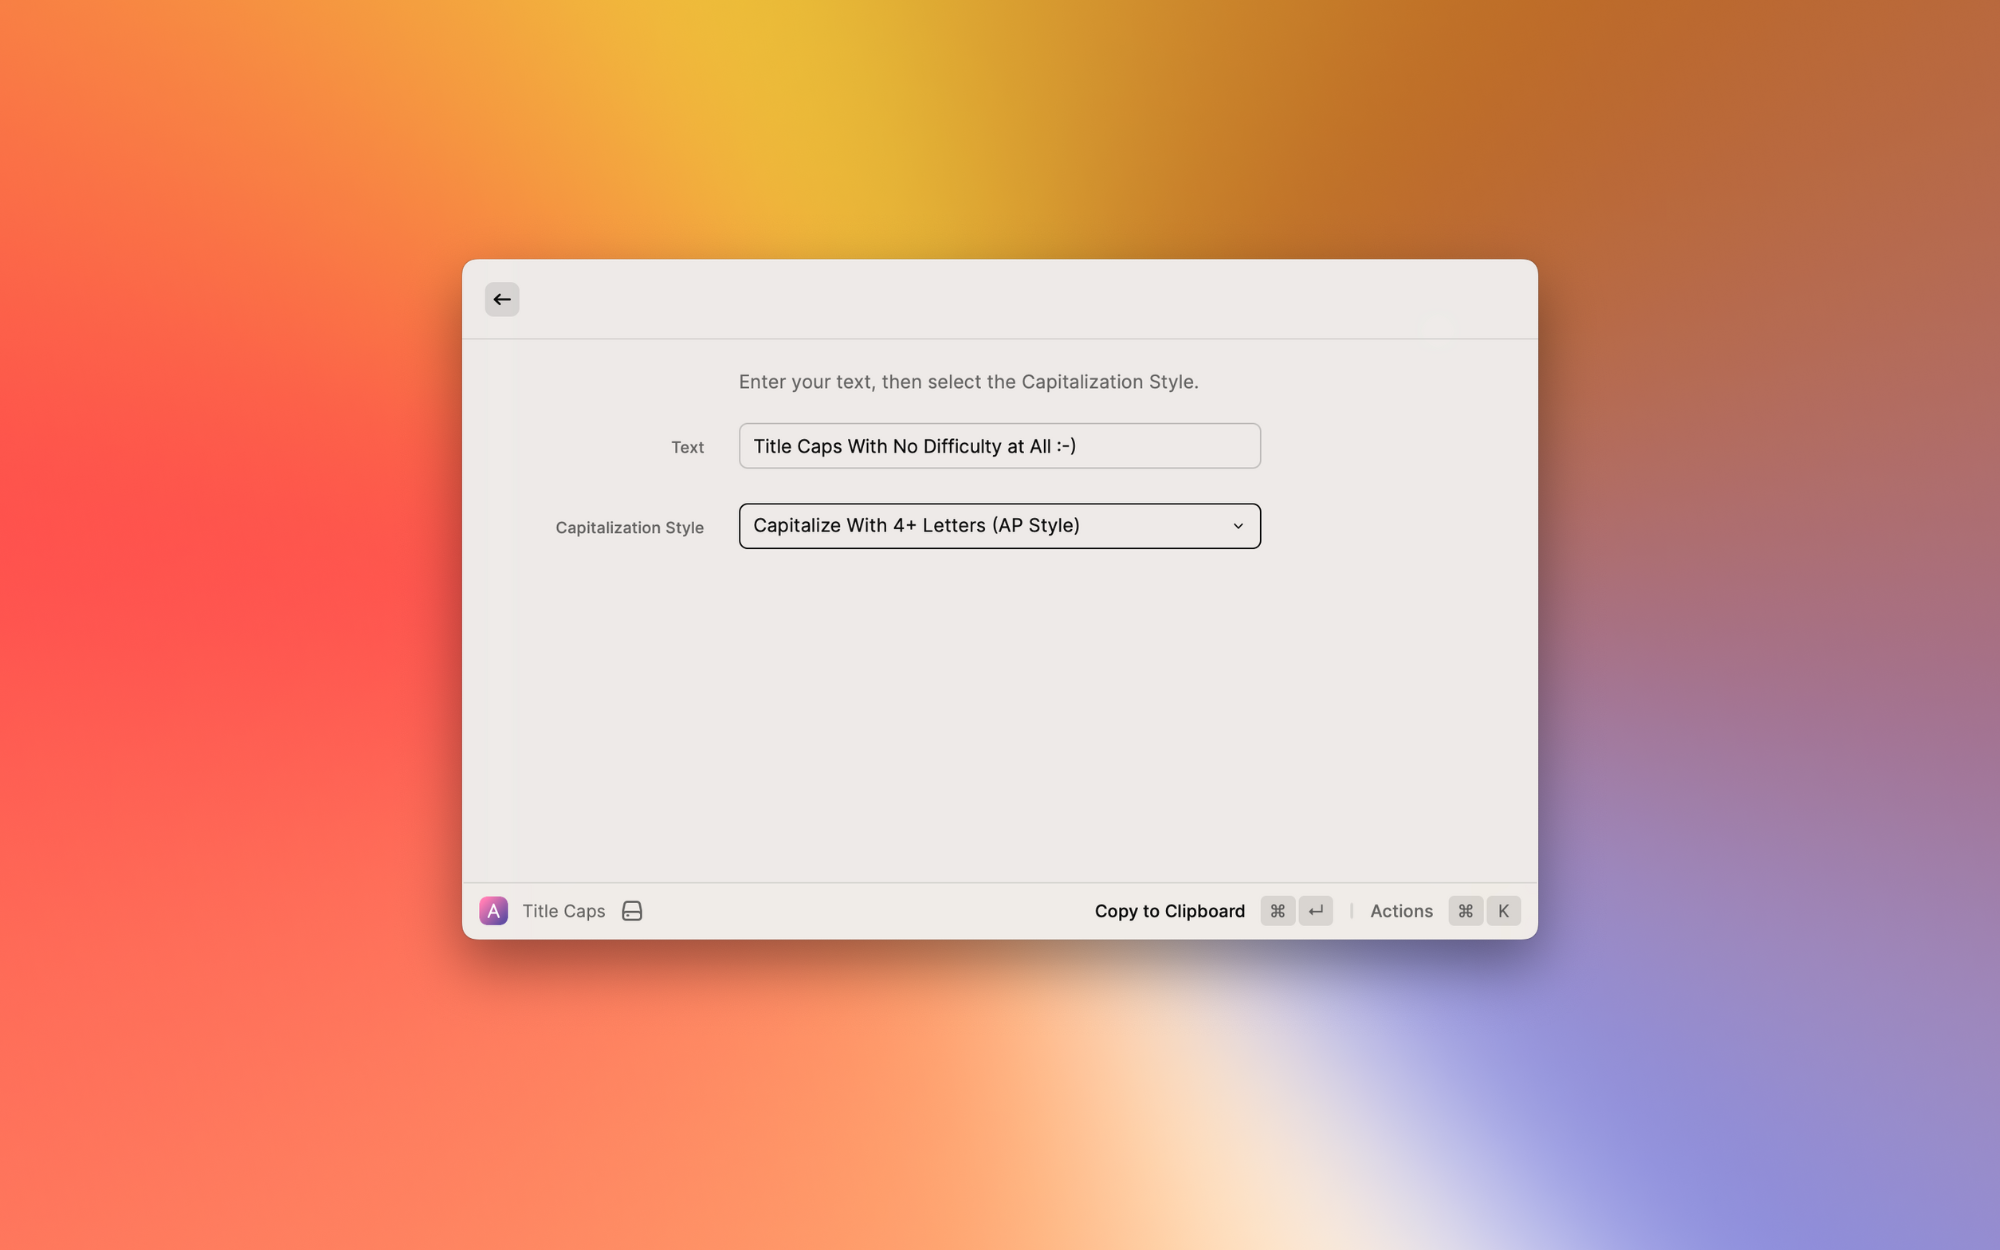 Enter your text, then select the Capitalization Style.
Text Title Caps With No Difficulty at All :-)
Capitalization Style Capitalize With 4+ Letters (AP Style)
A Title Caps Copy to Clipboard ⌘ ↵ | Actions ⌘ K